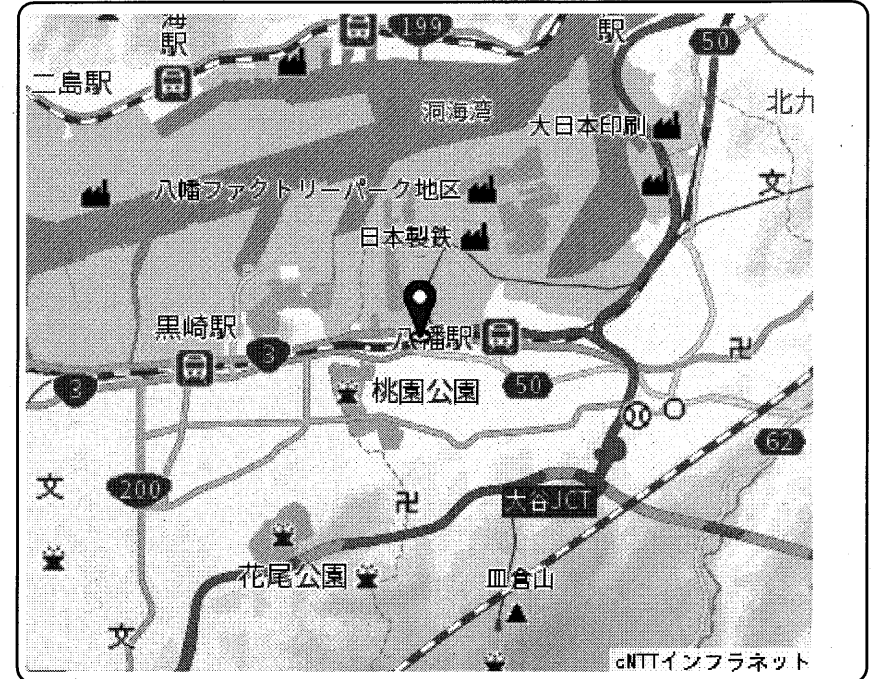 海
駅
199
駅
50
二島駅
北九
洞海湾
大日本印刷
文
八幡ファクトリーパーク地区
日本製鉄
黒崎駅
八幡駅
卍
3
3
桃園公園
50
62
文
200
卍
大谷JCT
花尾公園
皿倉山
文
cNTTインフラネット